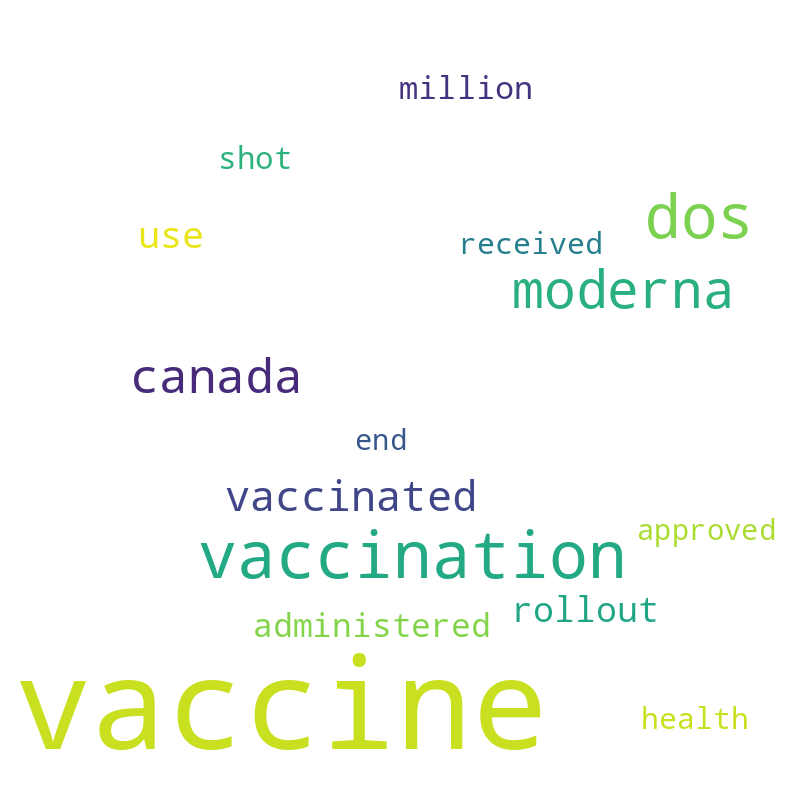 million
shot
dos
use
received
moderna
canada
end
vaccinated
approved
vaccination
rollout
administered
vaccine
health